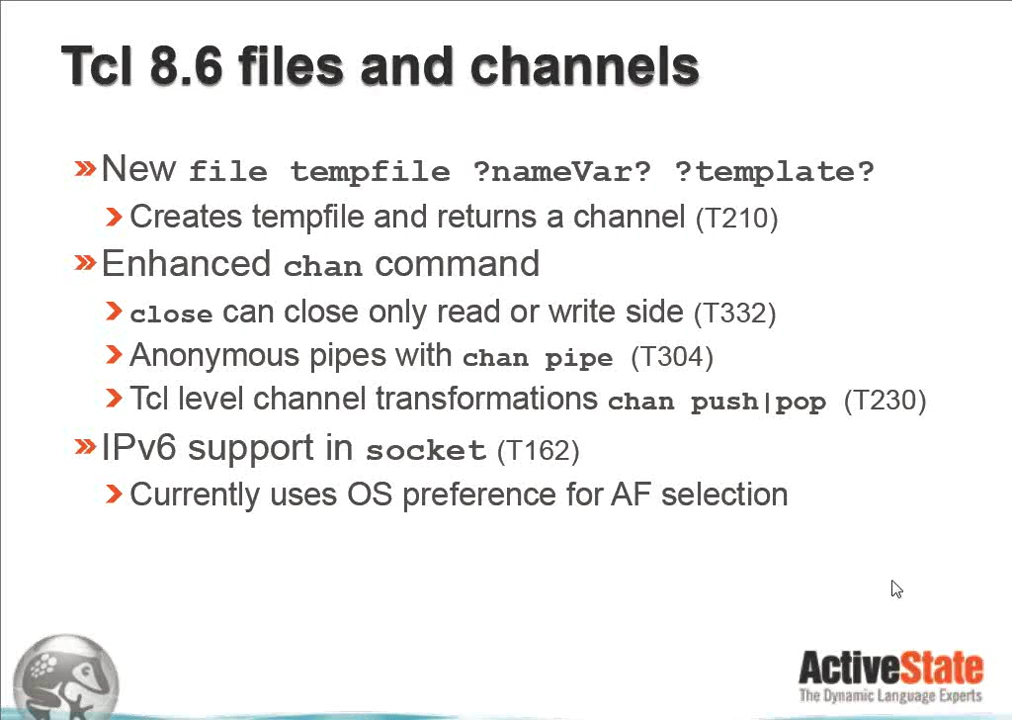 Tcl 8.6 files and channels
New file tempfile ?nameVar? ?template?
Creates tempfile and returns a channel (T210)
Enhanced chan command
close can close only read or write side (T332)
Anonymous pipes with chan pipe (T304)
Tcl level channel transformations chan push|pop (T230)
IPv6 support in socket (T162)
Currently uses OS preference for AF selection
ActiveState
The Dynamic Language Experts